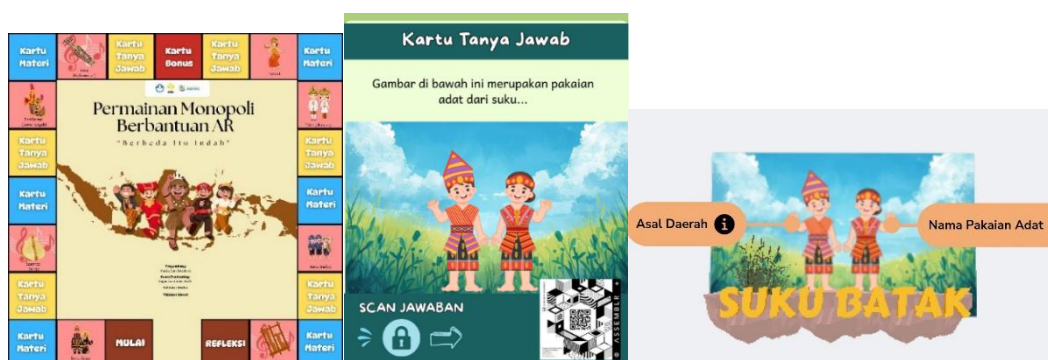 Kartu
Materi
Kartu
Tanya
Jawab
Kartu
Bonus
Kartu
Tanya
Jawab
Kartu
Materi
Permainan Monopoli
Berbantuan AR
"Berbeda Itu Indah"
Kartu
Tanya
Jawab
Kartu
Tanya
Jawab
Kartu
Materi
Kartu
Materi
Kartu
Tanya
Jawab
Kartu
Tanya
Jawab
Kartu
Materi
MULAI
REFLEKSI
Kartu
Materi
Kartu Tanya Jawab
Gambar di bawah ini merupakan pakaian
adat dari suku...
SCAN JAWABAN
ASSEMBLR
Asal Daerah
Nama Pakaian Adat
SUKU BATAK